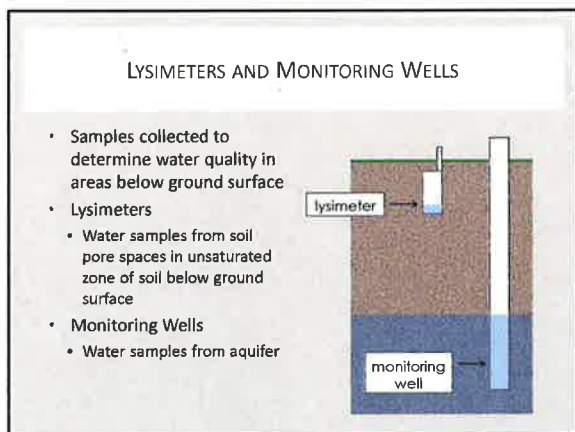 LYSIMETERS AND MONITORING WELLS
• Samples collected to
determine water quality in
areas below ground surface
• Lysimeters
• Water samples from soil
pore spaces in unsaturated
zone of soil below ground
surface
• Monitoring Wells
• Water samples from aquifer
lysimeter
monitoring
well